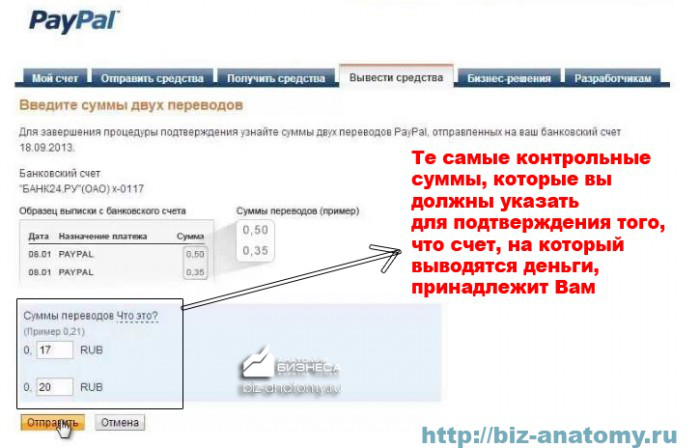 PayPal
Мой счет
Отправить средства
Получить средства
Вывести средства
Бизнес-решения
Разработчикам
Введите суммы двух переводов
Для завершения процедуры подтверждения узнайте суммы двух переводов PayPal, отправленных на ваш банковский счет
18.09.2013.
Банковский счет
"БАНК24.РУ"(ОАО) x-0117
Образец выписки с банковского счета
Суммы переводов (пример)
Дата Назначение платежа Сумма
08.01 PAYPAL 0,50
08.01 PAYPAL 0,35
0,50
0,35
Те самые контрольные
суммы, которые вы
должны указать
для подтверждения того,
что счет, на который
выводятся деньги,
принадлежит Вам
Суммы переводов Что это?
(Пример 0,21)
0, 17 RUB
0, 20 RUB
БИЗНЕСА
biz-anatomy.ru
Отправить
Отмена
http://biz-anatomy.ru